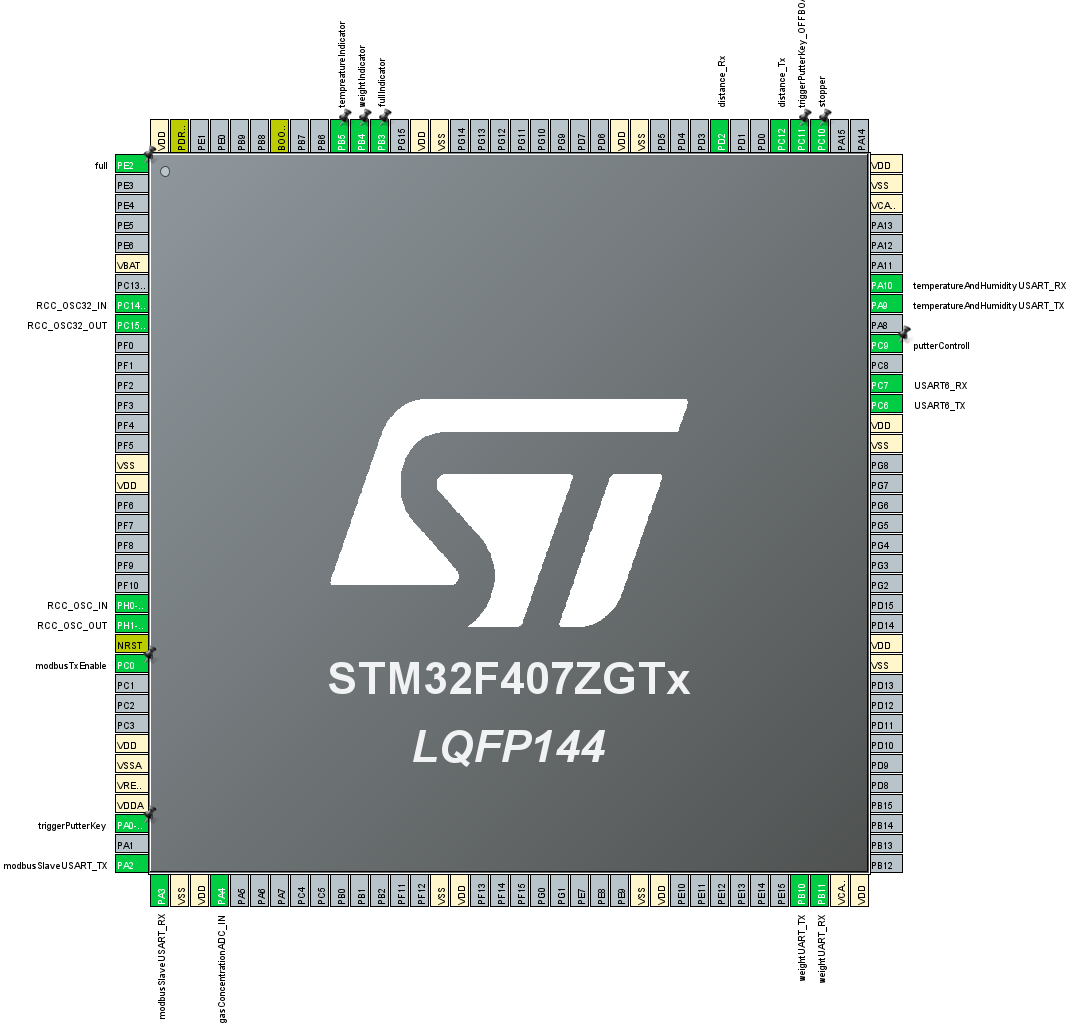 tempreatureIndicator
weightIndicator
fullIndicator
distance_Rx
distance_Tx
triggerPutterKey_OFFBOA
stopper
VDD
PDR..
PE1
PE0
PB9
PB8
BOO..
PB7
PB6
PB5
PB4
PB3
PG15
VDD
VSS
PG14
PG13
PG12
PG11
PG10
PG9
PD7
PD6
VDD
VSS
PD5
PD4
PD3
PD2
PD1
PD0
PC12
PC11
PC10
PA15
PA14
full
PE2
PE3
PE4
PE5
PE6
VBAT
PC13..
RCC_OSC32_IN
PC14..
RCC_OSC32_OUT
PC15..
PF0
PF1
PF2
PF3
PF4
PF5
VSS
VDD
PF6
PF7
PF8
PF9
PF10
RCC_OSC_IN
PH0-..
RCC_OSC_OUT
PH1-..
NRST
modbusTxEnable
PC0
PC1
PC2
PC3
VDD
VSSA
VRE..
VDDA
triggerPutterKey
PA0-..
PA1
modbusSlaveUSART_TX
PA2
VDD
VSS
VCA..
PA13
PA12
PA11
PA10
temperatureAndHumidityUSART_RX
PA9
temperatureAndHumidityUSART_TX
PA8
PC9
putterControll
PC8
PC7
USART6_RX
PC6
USART6_TX
VDD
VSS
PG8
PG7
PG6
PG5
PG4
PG3
PG2
PD15
PD14
VDD
VSS
PD13
PD12
PD11
PD10
PD9
PD8
PB15
PB14
PB13
PB12
STM32F407ZGTx
LQFP144
PA3
VSS
VDD
PA4
PA5
PA6
PA7
PC4
PC5
PB0
PB1
PB2
PF11
PF12
VSS
VDD
PF13
PF14
PF15
PG0
PG1
PE7
PE8
PE9
VSS
VDD
PE10
PE11
PE12
PE13
PE14
PE15
PB10
PB11
VCA..
VDD
modbusSlaveUSART_RX
gasConcentrationADC_IN
weightUART_TX
weightUART_RX